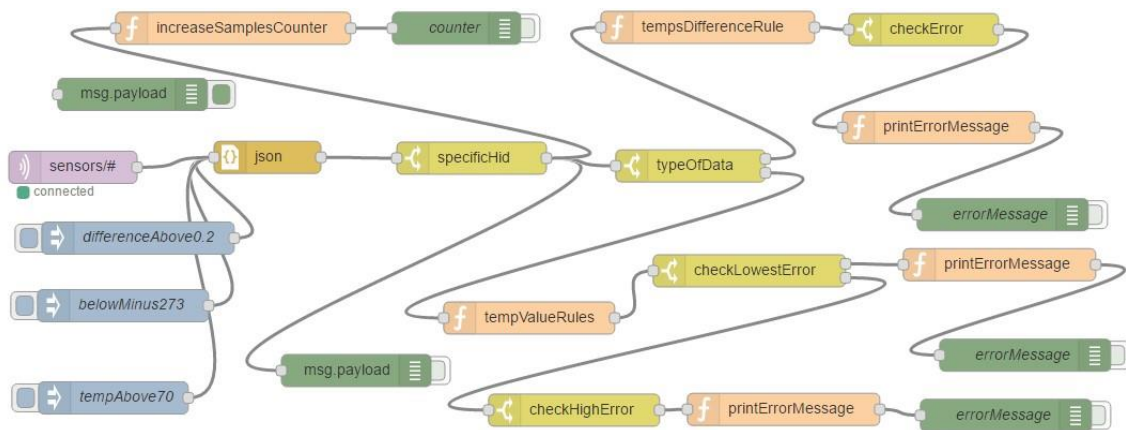 increaseSamplesCounter
counter
tempsDifferenceRule
checkError
msg.payload
printErrorMessage
sensors/#
json
specificHid
typeOfData
connected
errorMessage
differenceAbove0.2
checkLowestError
printErrorMessage
belowMinus273
tempValueRules
errorMessage
msg.payload
tempAbove70
checkHighError
printErrorMessage
errorMessage